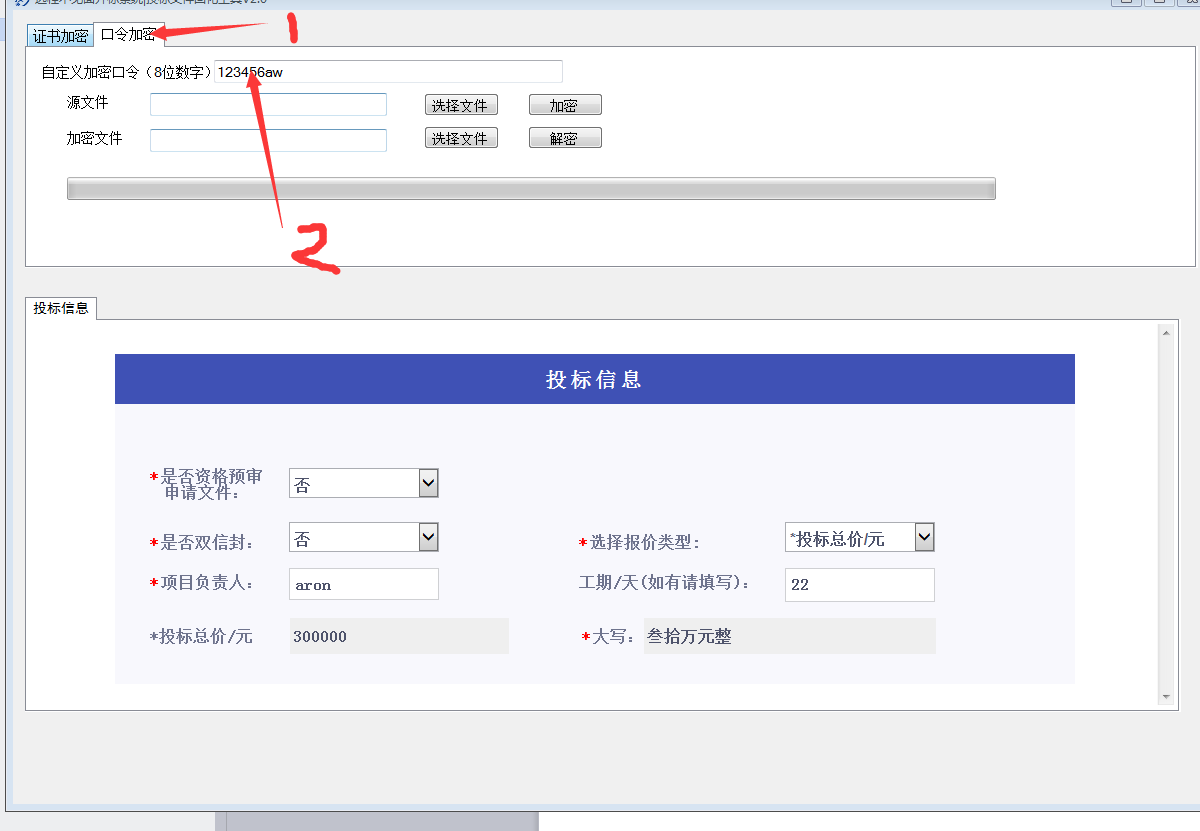 证书加密 口令加密 1
自定义加密口令（8位数字） 123456aw
源文件 选择文件 加密
加密文件 选择文件 解密
2
投标信息
投标信息
*是否资格预审 否
申请文件：
*是否双信封： 否 *选择报价类型： *投标总价/元
*项目负责人： aron 工期/天(如有请填写)： 22
*投标总价/元 300000 *大写： 叁拾万元整